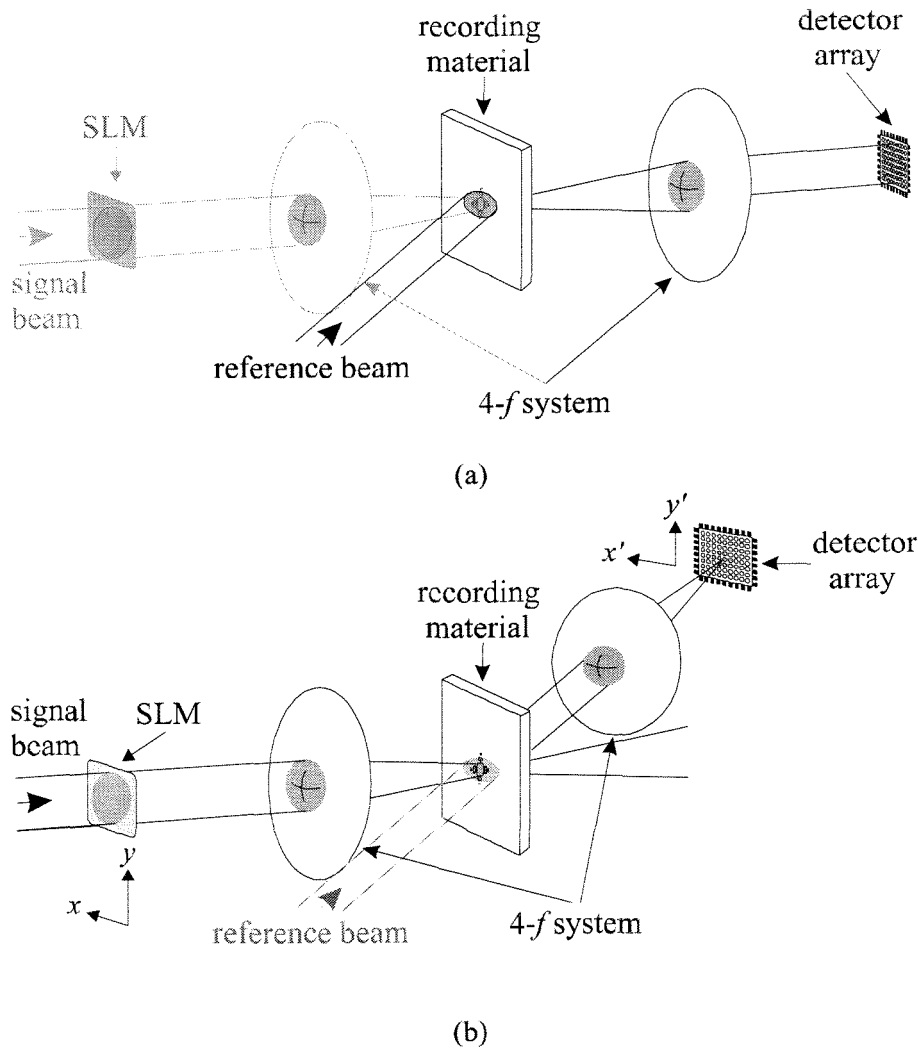 detector
array
recording
material
SLM
signal
beam
reference beam
4-f system
(a)
y'
x'
detector
array
recording
material
signal
beam
SLM
y
x
reference beam
4-f system
(b)